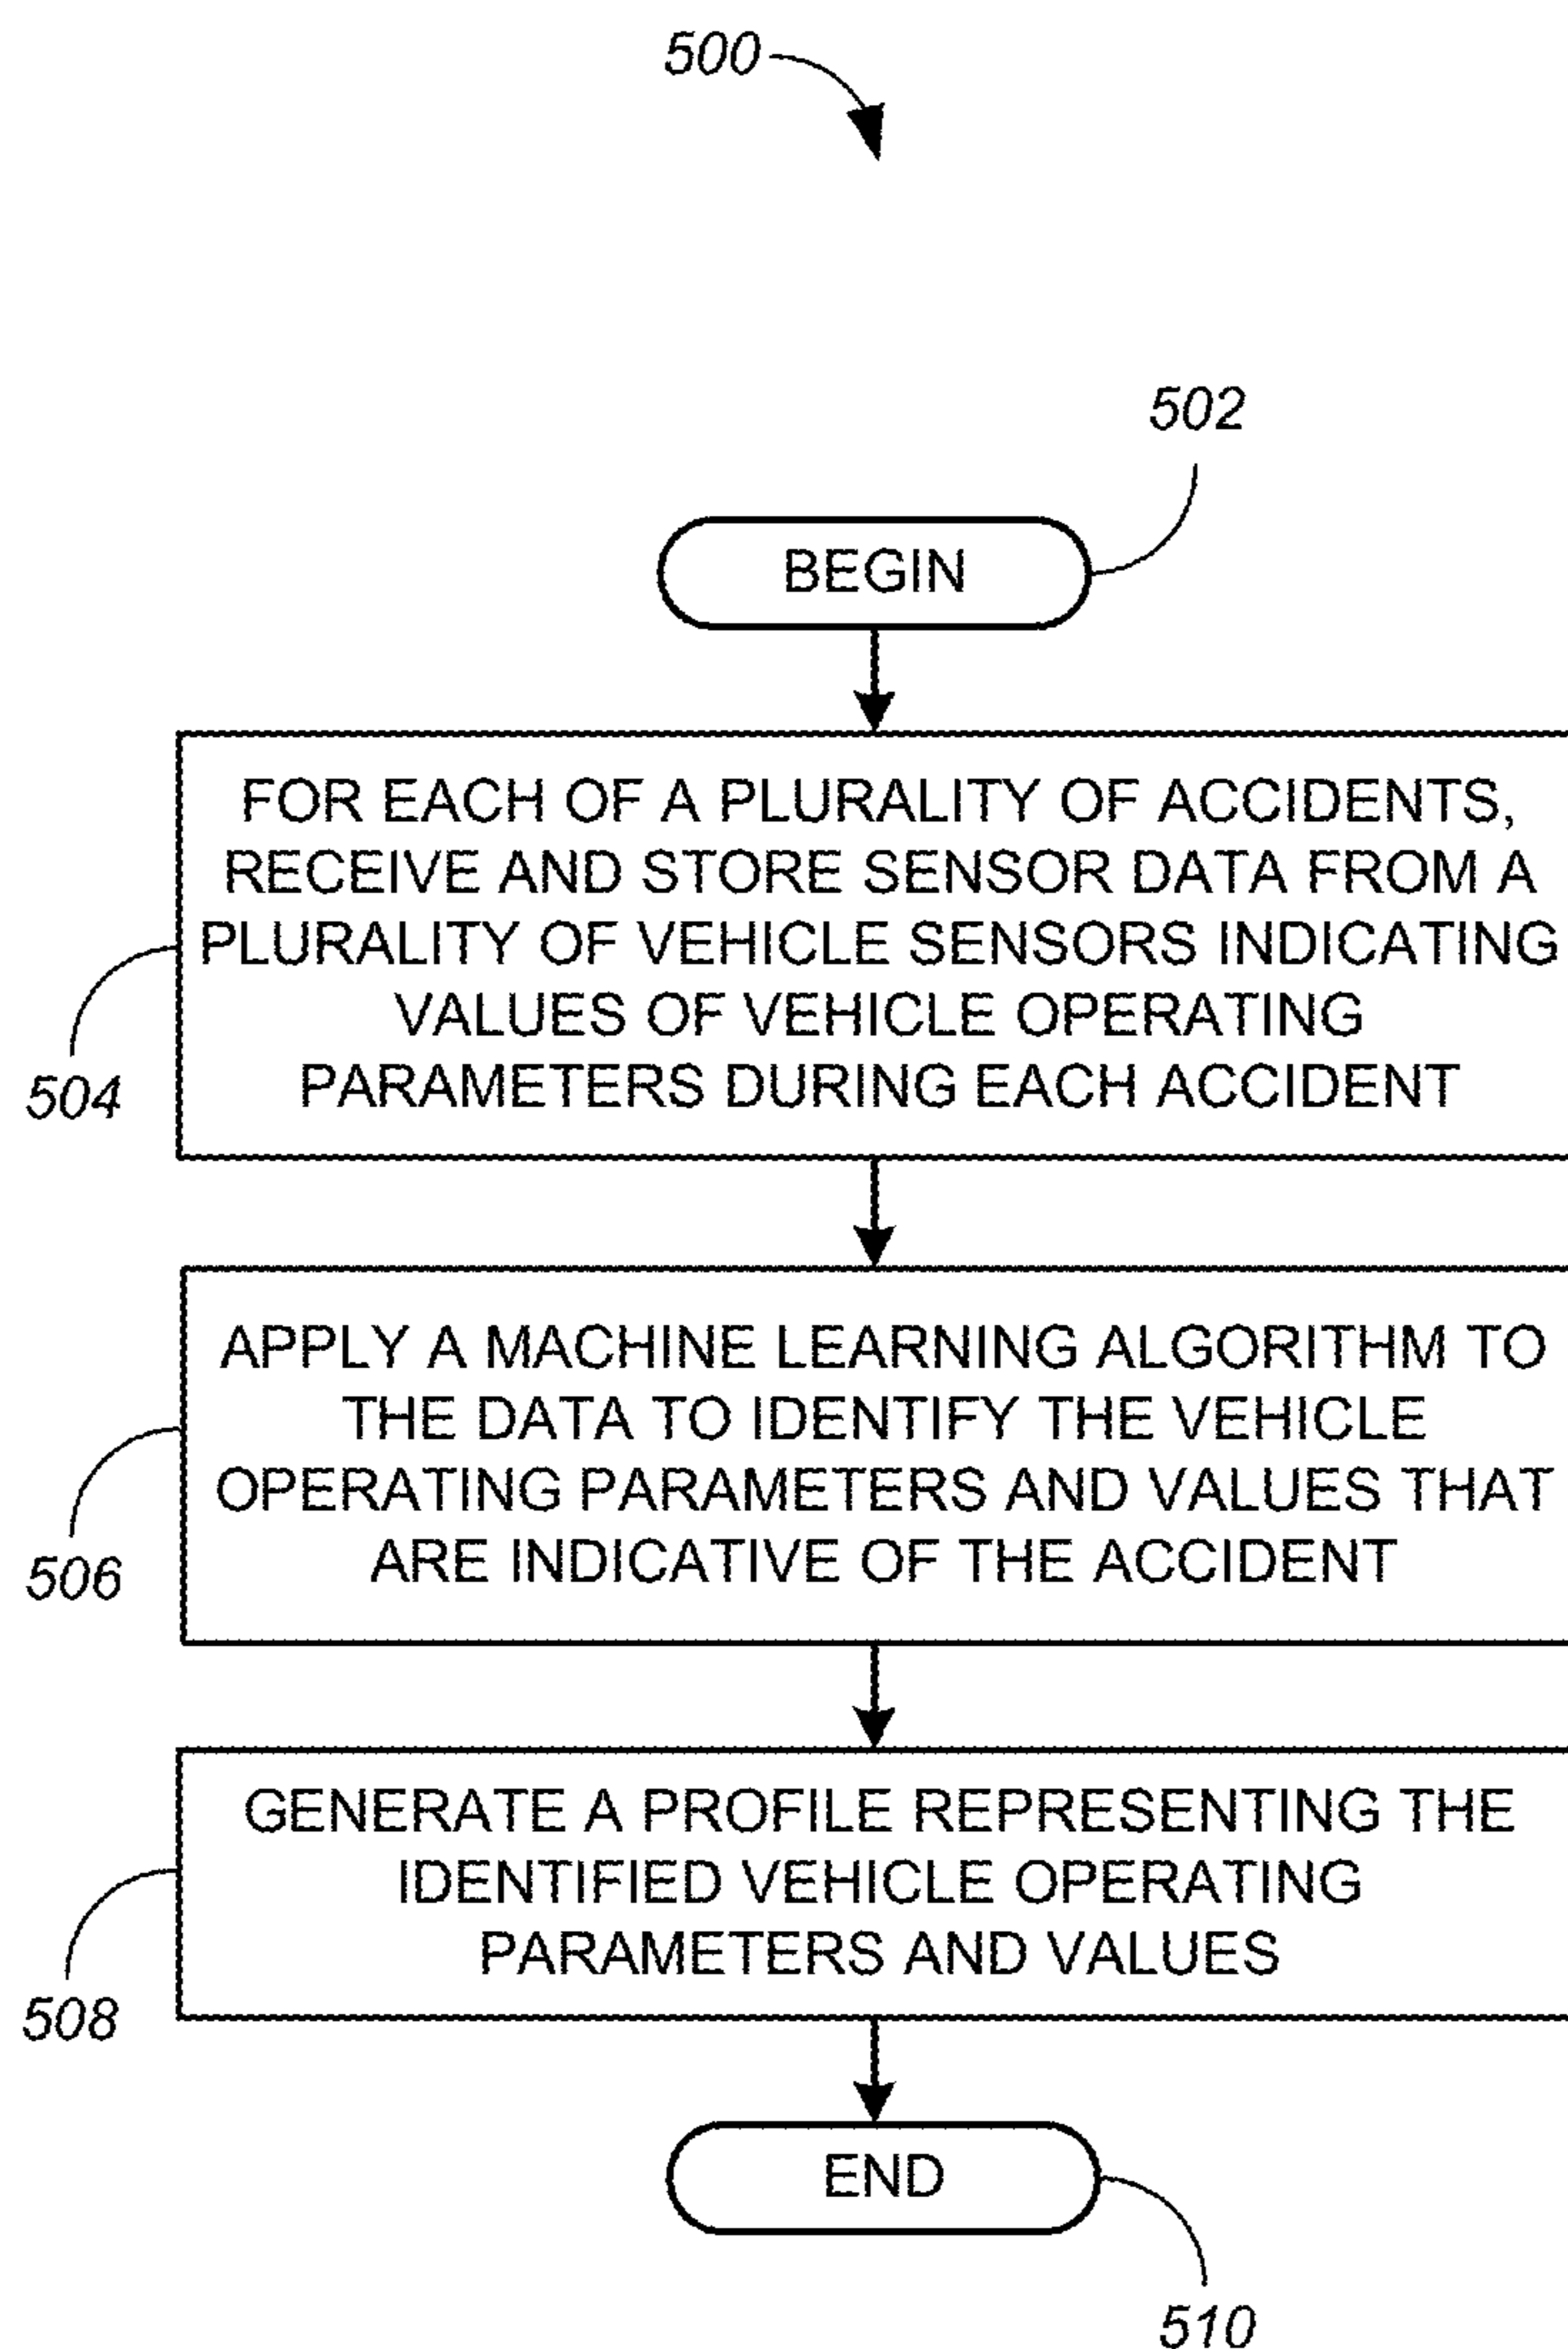 500
502
BEGIN
FOR EACH OF A PLURALITY OF ACCIDENTS,
RECEIVE AND STORE SENSOR DATA FROM A
PLURALITY OF VEHICLE SENSORS INDICATING
VALUES OF VEHICLE OPERATING
PARAMETERS DURING EACH ACCIDENT
504
APPLY A MACHINE LEARNING ALGORITHM TO
THE DATA TO IDENTIFY THE VEHICLE
OPERATING PARAMETERS AND VALUES THAT
ARE INDICATIVE OF THE ACCIDENT
506
GENERATE A PROFILE REPRESENTING THE
IDENTIFIED VEHICLE OPERATING
PARAMETERS AND VALUES
508
END
510